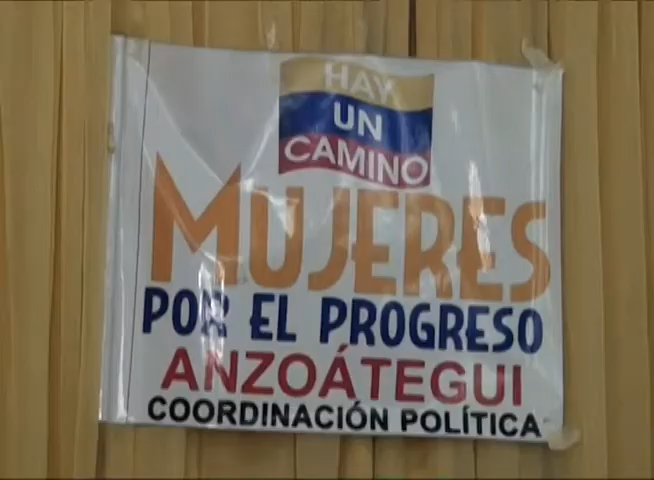 HAY
UN
CAMINO
MUJERES
POR EL PROGRESO
ANZOÁTEGUI
COORDINACIÓN POLÍTICA